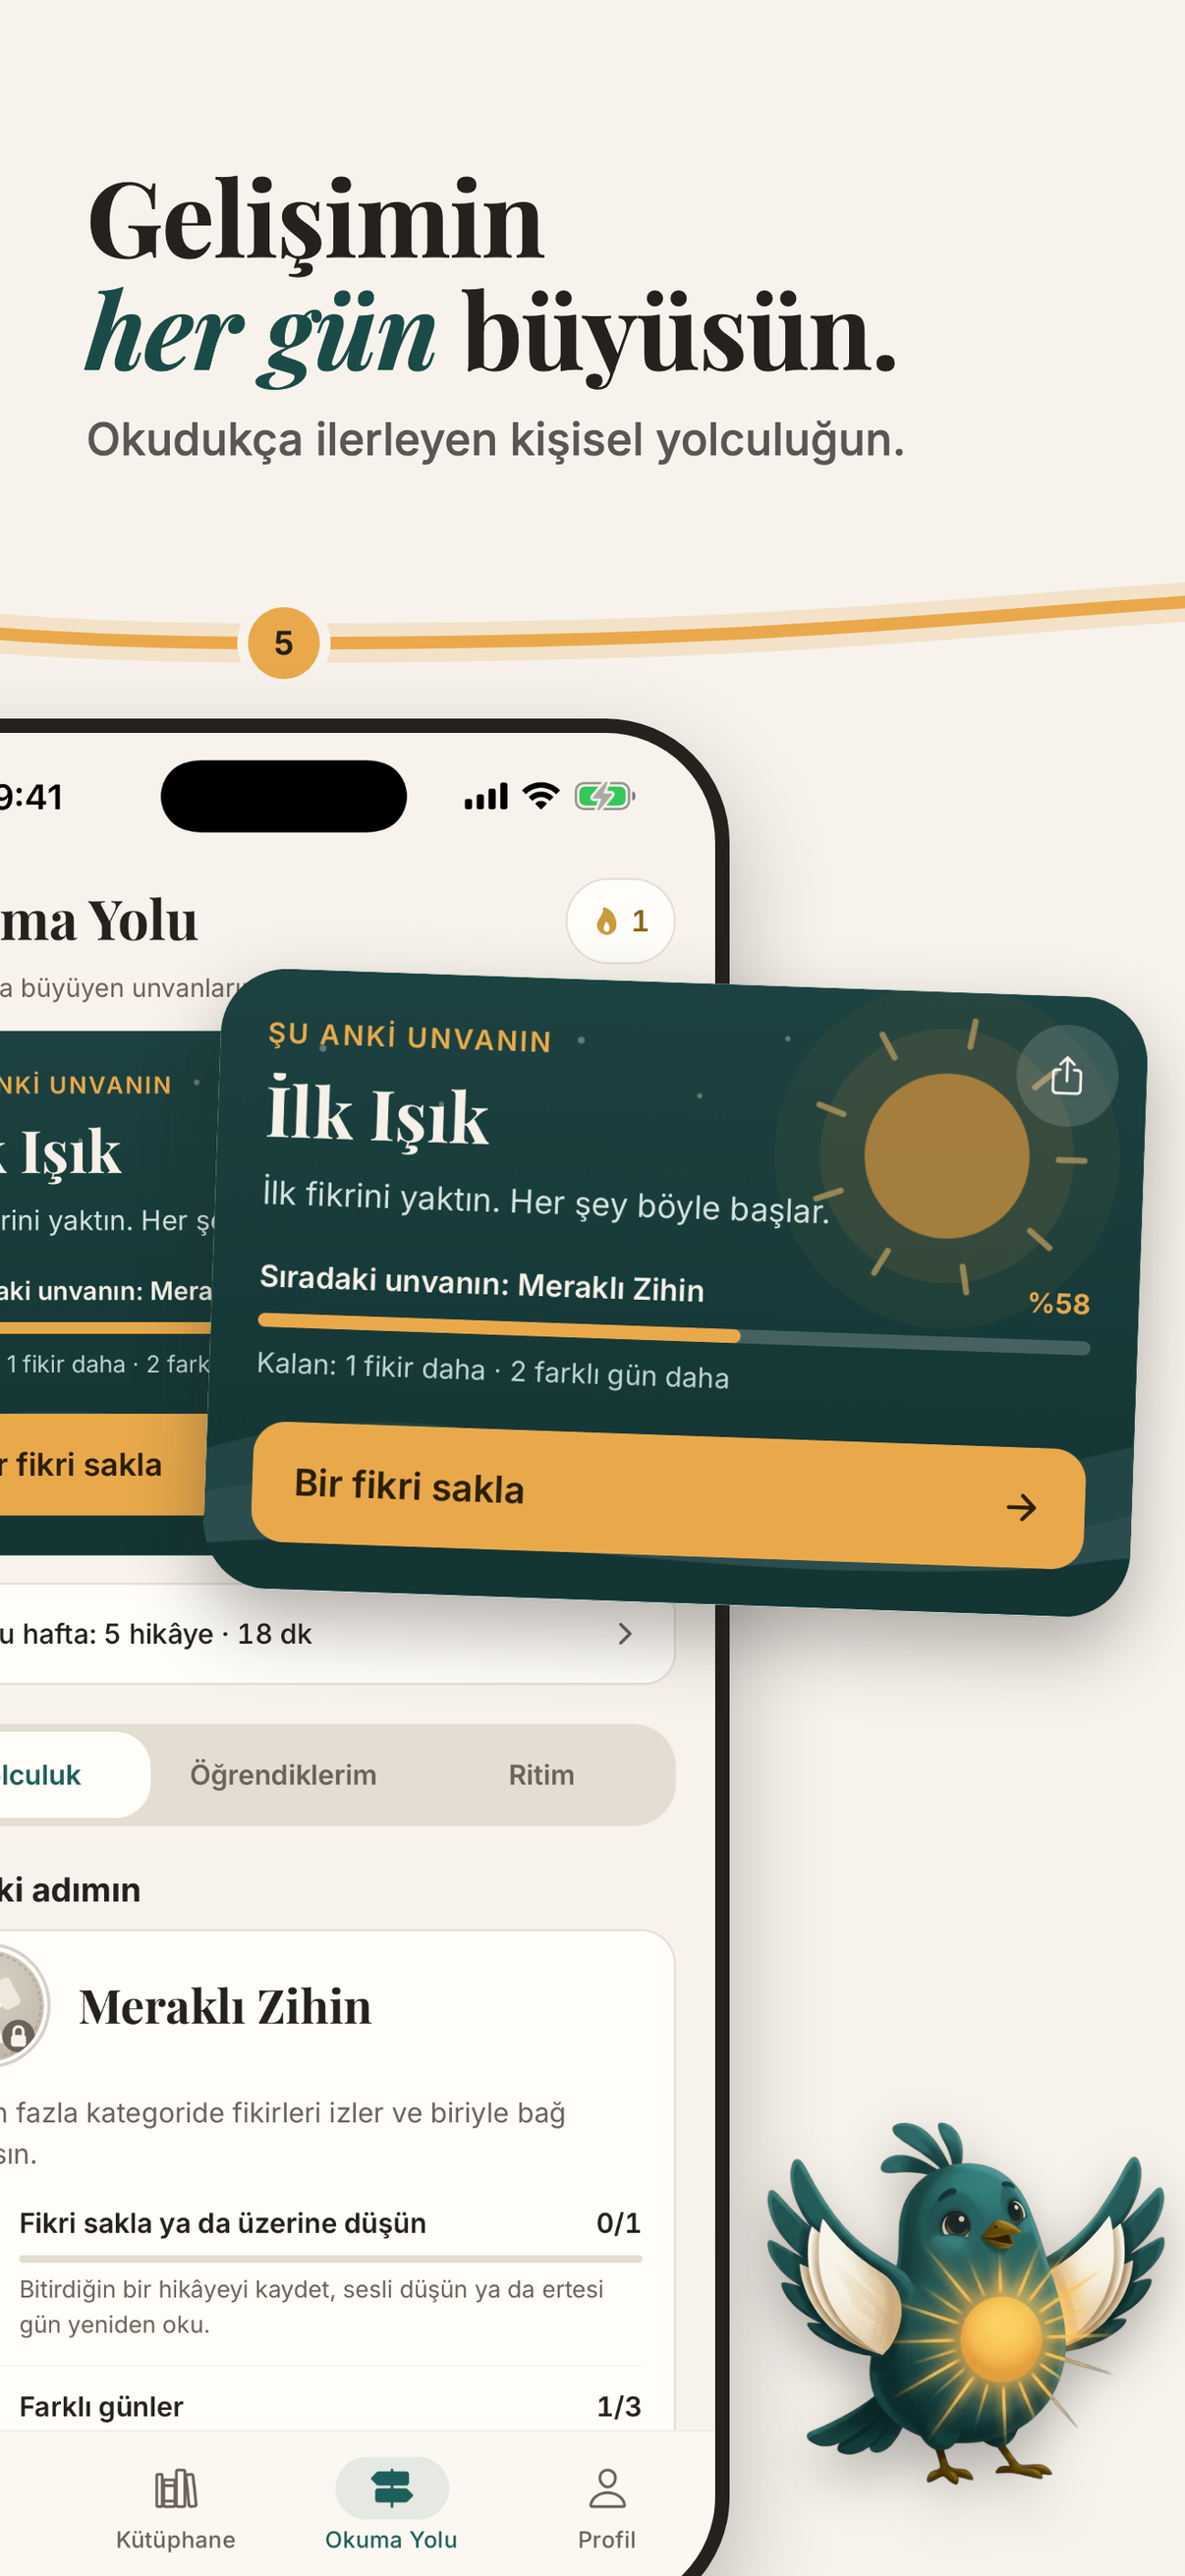 Gelişimin
her gün büyüsün.
Okudukça ilerleyen kişisel yolculuğun.
5
9:41
ma Yolu
1
a büyüyen unvanların
ŞU ANKİ UNVANIN
İlk Işık
İlk fikrini yaktın. Her şey böyle başlar.
Sıradaki unvanın: Meraklı Zihin
%58
Kalan: 1 fikir daha · 2 farklı gün daha
Bir fikri sakla
NKİ UNVANIN
k Işık
rini yaktın. Her şe
aki unvanın: Mera
1 fikir daha · 2 fark
r fikri sakla
u hafta: 5 hikâye · 18 dk
lculuk Öğrendiklerim Ritim
ki adımın
Meraklı Zihin
n fazla kategoride fikirleri izler ve biriyle bağ
sın.
Fikri sakla ya da üzerine düşün 0/1
Bitirdiğin bir hikâyeyi kaydet, sesli düşün ya da ertesi
gün yeniden oku.
Farklı günler 1/3
Kütüphane Okuma Yolu Profil